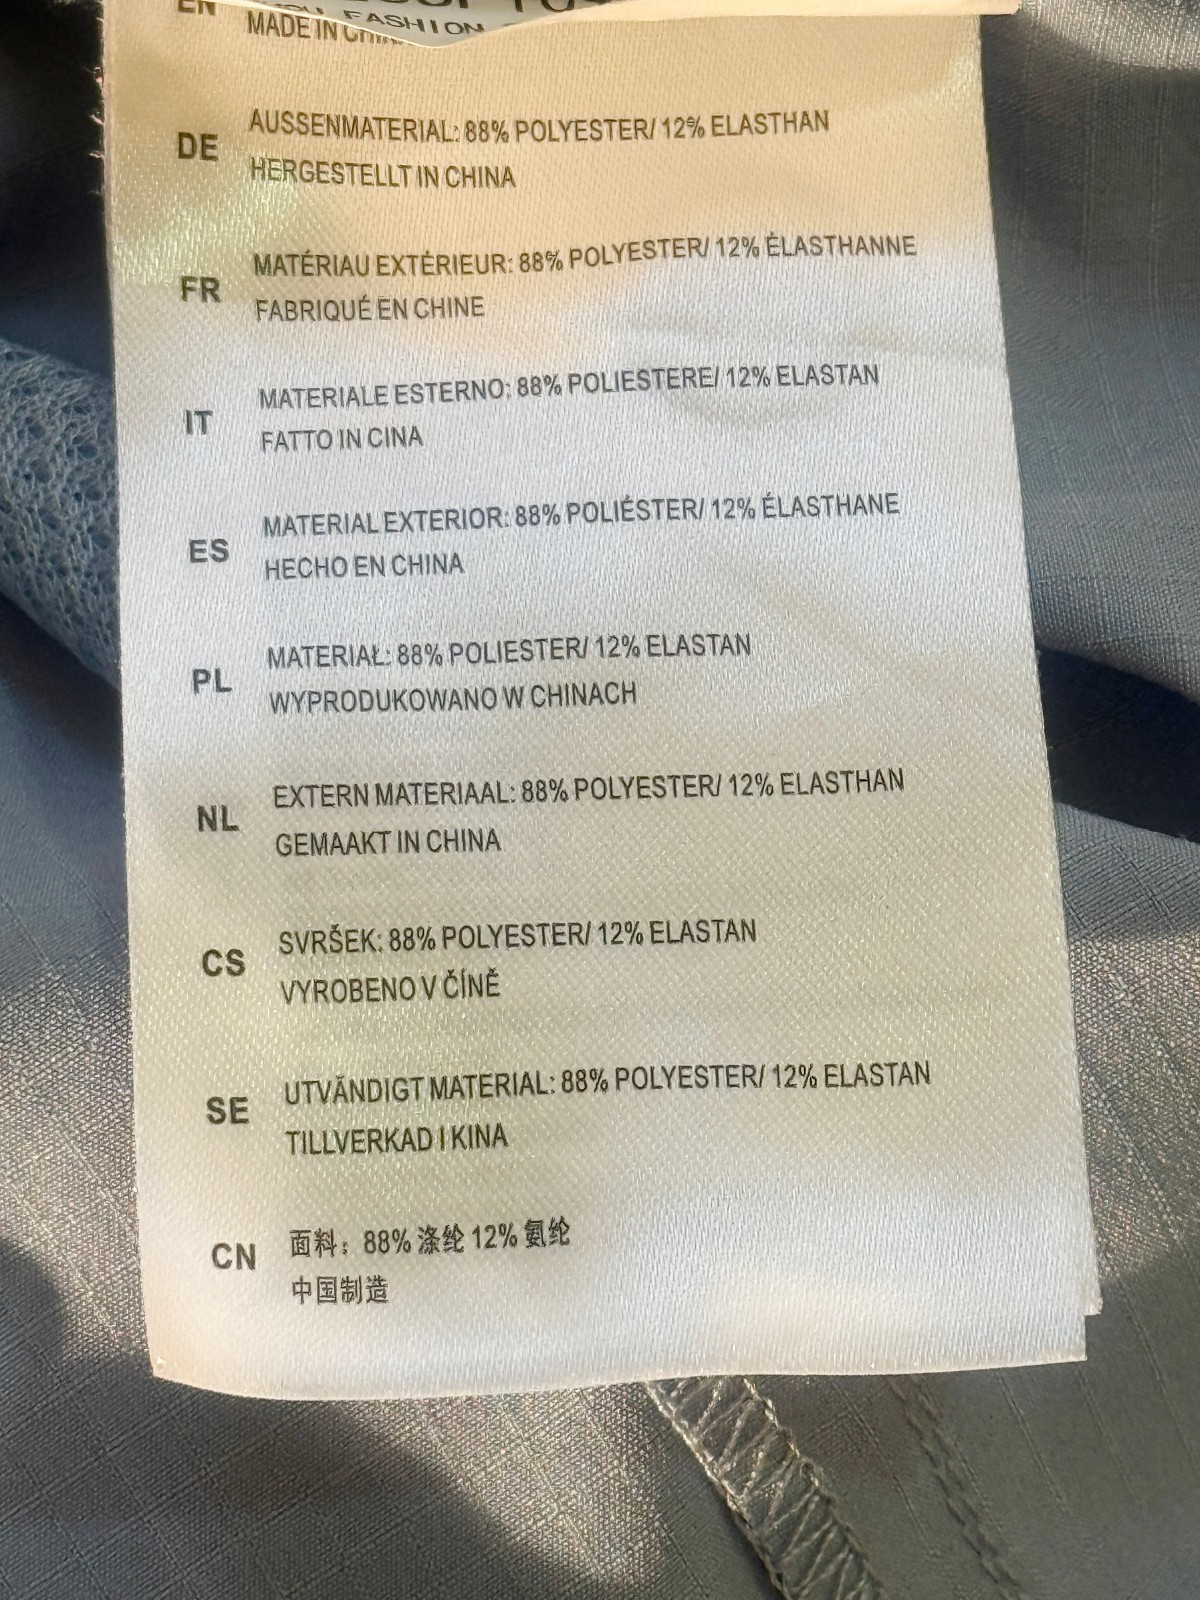 FASHION
EN
MADE IN CHINA
DE
AUSSENMATERIAL: 88% POLYESTER/ 12% ELASTHAN
HERGESTELLT IN CHINA
FR
MATÉRIAU EXTÉRIEUR: 88% POLYESTER/ 12% ÉLASTHANNE
FABRIQUÉ EN CHINE
IT
MATERIALE ESTERNO: 88% POLIESTERE/ 12% ELASTAN
FATTO IN CINA
ES
MATERIAL EXTERIOR: 88% POLIÉSTER/ 12% ÉLASTHANE
HECHO EN CHINA
PL
MATERIAŁ: 88% POLIESTER/ 12% ELASTAN
WYPRODUKOWANO W CHINACH
NL
EXTERN MATERIAAL: 88% POLYESTER/ 12% ELASTHAN
GEMAAKT IN CHINA
CS
SVRŠEK: 88% POLYESTER/ 12% ELASTAN
VYROBENO V ČÍNĚ
SE
UTVÄNDIGT MATERIAL: 88% POLYESTER/ 12% ELASTAN
TILLVERKAD I KINA
CN
面料：88% 涤纶 12% 氨纶
中国制造